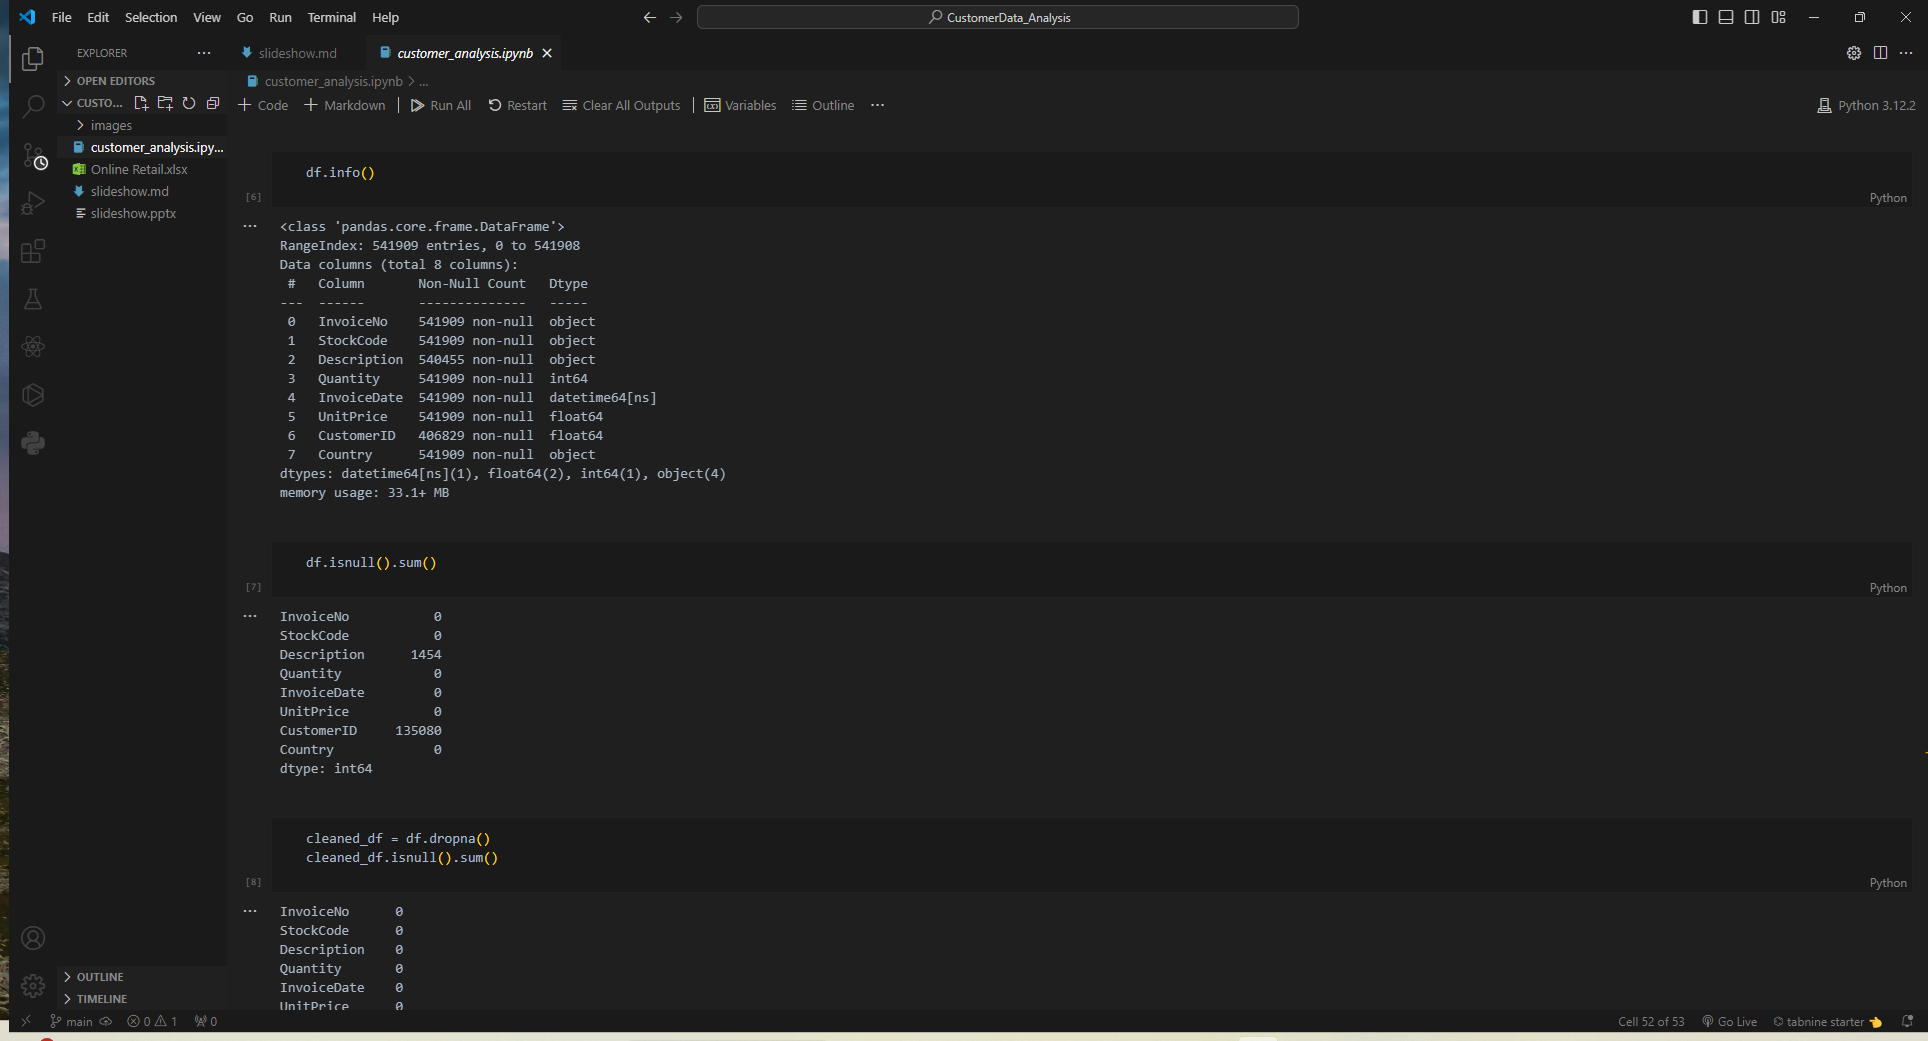 File Edit Selection View Go Run Terminal Help
CustomerData_Analysis
EXPLORER
OPEN EDITORS
CUSTO...
images
customer_analysis.ipy...
Online Retail.xlsx
slideshow.md
slideshow.pptx
OUTLINE
TIMELINE
slideshow.md
customer_analysis.ipynb
customer_analysis.ipynb > ...
Code Markdown Run All Restart Clear All Outputs Variables Outline ...
Python 3.12.2
df.info()
[6]
Python
<class 'pandas.core.frame.DataFrame'>
RangeIndex: 541909 entries, 0 to 541908
Data columns (total 8 columns):
 #   Column       Non-Null Count   Dtype
---  ------       --------------   -----
 0   InvoiceNo    541909 non-null  object
 1   StockCode    541909 non-null  object
 2   Description  540455 non-null  object
 3   Quantity     541909 non-null  int64
 4   InvoiceDate  541909 non-null  datetime64[ns]
 5   UnitPrice    541909 non-null  float64
 6   CustomerID   406829 non-null  float64
 7   Country      541909 non-null  object
dtypes: datetime64[ns](1), float64(2), int64(1), object(4)
memory usage: 33.1+ MB
df.isnull().sum()
[7]
Python
InvoiceNo           0
StockCode           0
Description      1454
Quantity            0
InvoiceDate         0
UnitPrice           0
CustomerID     135080
Country             0
dtype: int64
cleaned_df = df.dropna()
cleaned_df.isnull().sum()
[8]
Python
InvoiceNo      0
StockCode      0
Description    0
Quantity       0
InvoiceDate    0
UnitPrice      0
main 0 1 0
Cell 52 of 53 Go Live tabnine starter